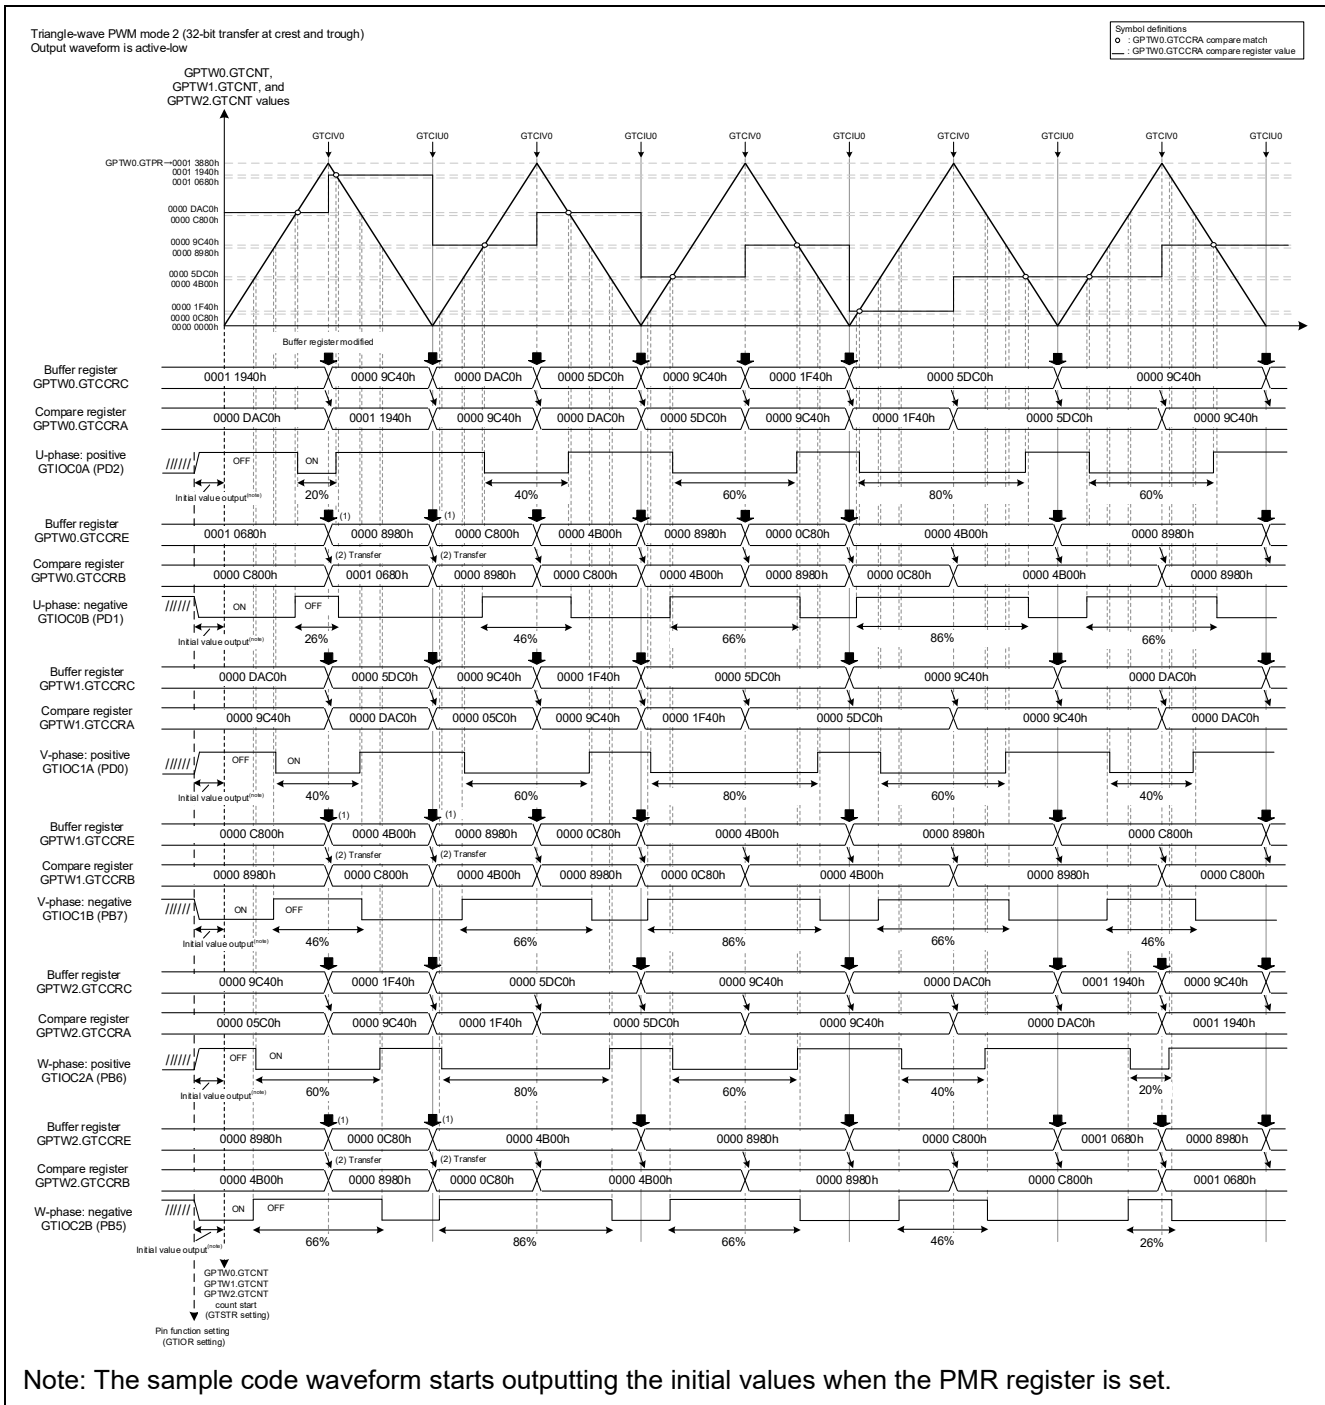 Triangle-wave PWM mode 2 (32-bit transfer at crest and trough)
Output waveform is active-low
Symbol definitions
: GPTW0.GTCCRA compare match
: GPTW0.GTCCRA compare register value
GPTW0.GTCNT,
GPTW1.GTCNT, and
GPTW2.GTCNT values
GTCIV0 GTCIU0 GTCIV0 GTCIU0 GTCIV0 GTCIU0 GTCIV0 GTCIU0 GTCIV0 GTCIU0
GPTW0.GTPR→0001 3880h
0001 1940h
0001 0680h
0000 DAC0h
0000 C800h
0000 9C40h
0000 8980h
0000 5DC0h
0000 4B00h
0000 1F40h
0000 0C80h
0000 0000h
Buffer register modified
Buffer register
GPTW0.GTCCRC
0001 1940h 0000 9C40h 0000 DAC0h 0000 5DC0h 0000 9C40h 0000 1F40h 0000 5DC0h 0000 9C40h
Compare register
GPTW0.GTCCRA
0000 DAC0h 0001 1940h 0000 9C40h 0000 DAC0h 0000 5DC0h 0000 9C40h 0000 1F40h 0000 5DC0h 0000 9C40h
U-phase: positive
GTIOC0A (PD2)
OFF ON
Initial value output(note)
20% 40% 60% 80% 60%
Buffer register
GPTW0.GTCCRE
(1) (1)
0001 0680h 0000 8980h 0000 C800h 0000 4B00h 0000 8980h 0000 0C80h 0000 4B00h 0000 8980h
(2) Transfer (2) Transfer
Compare register
GPTW0.GTCCRB
0000 C800h 0001 0680h 0000 8980h 0000 C800h 0000 4B00h 0000 8980h 0000 0C80h 0000 4B00h 0000 8980h
U-phase: negative
GTIOC0B (PD1)
ON OFF
Initial value output(note)
26% 46% 66% 86% 66%
Buffer register
GPTW1.GTCCRC
0000 DAC0h 0000 5DC0h 0000 9C40h 0000 1F40h 0000 5DC0h 0000 9C40h 0000 DAC0h
Compare register
GPTW1.GTCCRA
0000 9C40h 0000 DAC0h 0000 05C0h 0000 9C40h 0000 1F40h 0000 5DC0h 0000 9C40h 0000 DAC0h
V-phase: positive
GTIOC1A (PD0)
OFF ON
Initial value output(note)
40% 60% 80% 60% 40%
Buffer register
GPTW1.GTCCRE
(1) (1)
0000 C800h 0000 4B00h 0000 8980h 0000 0C80h 0000 4B00h 0000 8980h 0000 C800h
(2) Transfer (2) Transfer
Compare register
GPTW1.GTCCRB
0000 8980h 0000 C800h 0000 4B00h 0000 8980h 0000 0C80h 0000 4B00h 0000 8980h 0000 C800h
V-phase: negative
GTIOC1B (PB7)
ON OFF
Initial value output(note)
46% 66% 86% 66% 46%
Buffer register
GPTW2.GTCCRC
0000 9C40h 0000 1F40h 0000 5DC0h 0000 9C40h 0000 DAC0h 0001 1940h 0000 9C40h
Compare register
GPTW2.GTCCRA
0000 05C0h 0000 9C40h 0000 1F40h 0000 5DC0h 0000 9C40h 0000 DAC0h 0001 1940h
W-phase: positive
GTIOC2A (PB6)
OFF ON
Initial value output(note)
60% 80% 60% 40% 20%
Buffer register
GPTW2.GTCCRE
(1) (1)
0000 8980h 0000 0C80h 0000 4B00h 0000 8980h 0000 C800h 0001 0680h 0000 8980h
(2) Transfer (2) Transfer
Compare register
GPTW2.GTCCRB
0000 4B00h 0000 8980h 0000 0C80h 0000 4B00h 0000 8980h 0000 C800h 0001 0680h
W-phase: negative
GTIOC2B (PB5)
ON OFF
Initial value output(note)
66% 86% 66% 46% 26%
GPTW0.GTCNT
GPTW1.GTCNT
GPTW2.GTCNT
count start
(GTSTR setting)
Pin function setting
(GTIOR setting)
Note: The sample code waveform starts outputting the initial values when the PMR register is set.